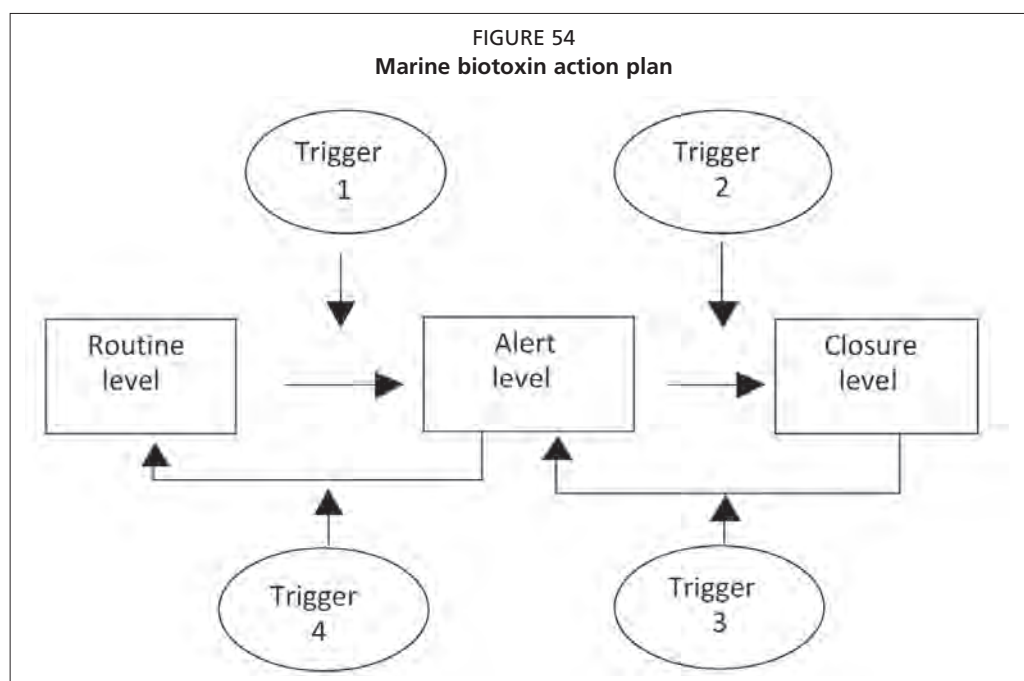 FIGURE 54
Marine biotoxin action plan
Trigger
1
Trigger
2
Routine
level
Alert
level
Closure
level
Trigger
4
Trigger
3